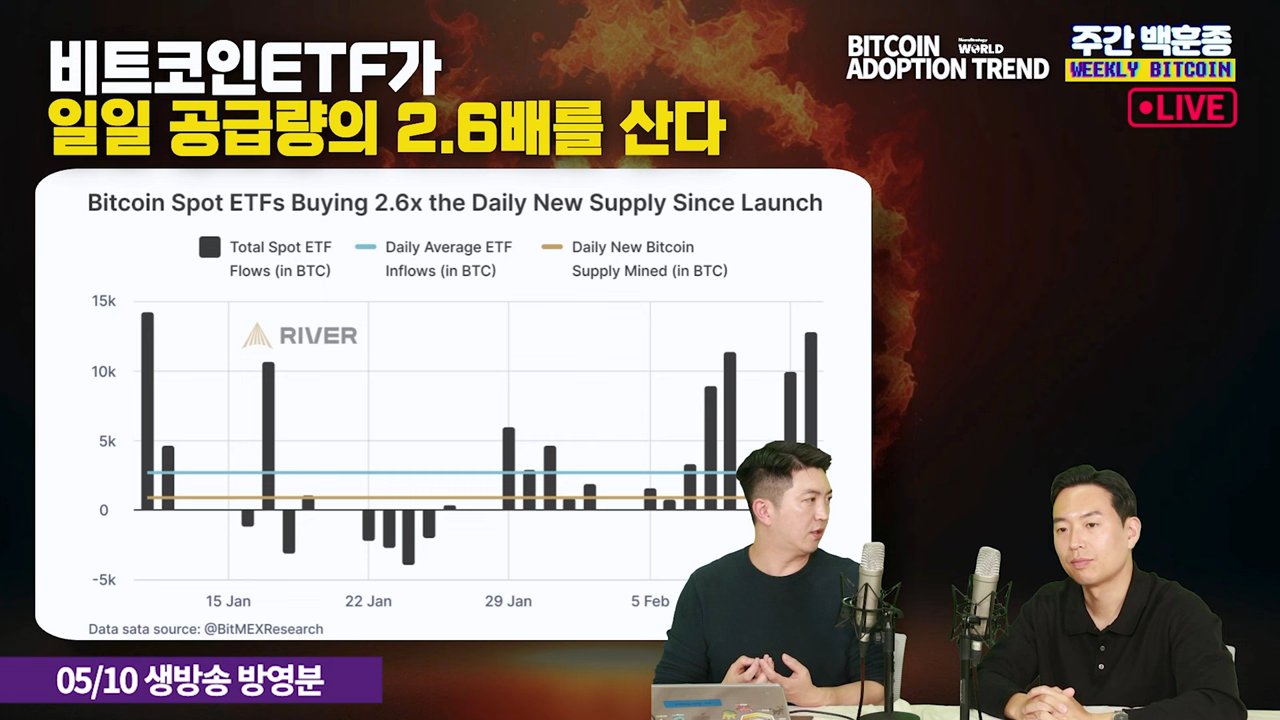 비트코인ETF가
일일 공급량의 2.6배를 산다
BITCOIN
MicroStrategy
WORLD
ADOPTION TREND
주간 백훈종
WEEKLY BITCOIN
LIVE
Bitcoin Spot ETFs Buying 2.6x the Daily New Supply Since Launch
Total Spot ETF
Flows (in BTC)
Daily Average ETF
Inflows (in BTC)
Daily New Bitcoin
Supply Mined (in BTC)
15k
RIVER
10k
5k
0
-5k
15 Jan
22 Jan
29 Jan
5 Feb
Data sata source: @BitMEXResearch
05/10 생방송 방영분